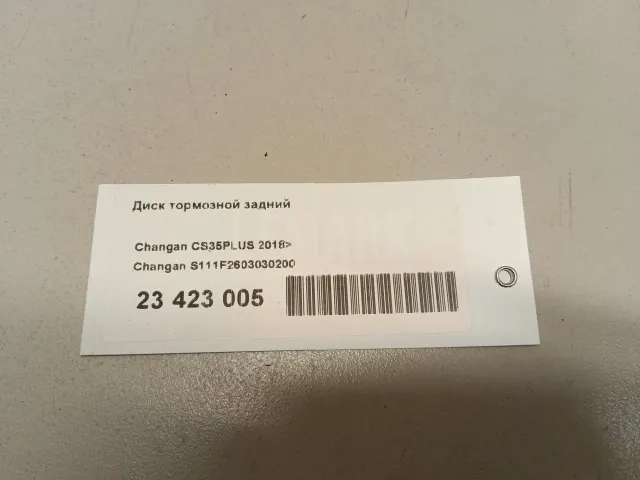 Диск тормозной задний
Changan CS35PLUS 2018>
Changan S111F2603030200
23 423 005